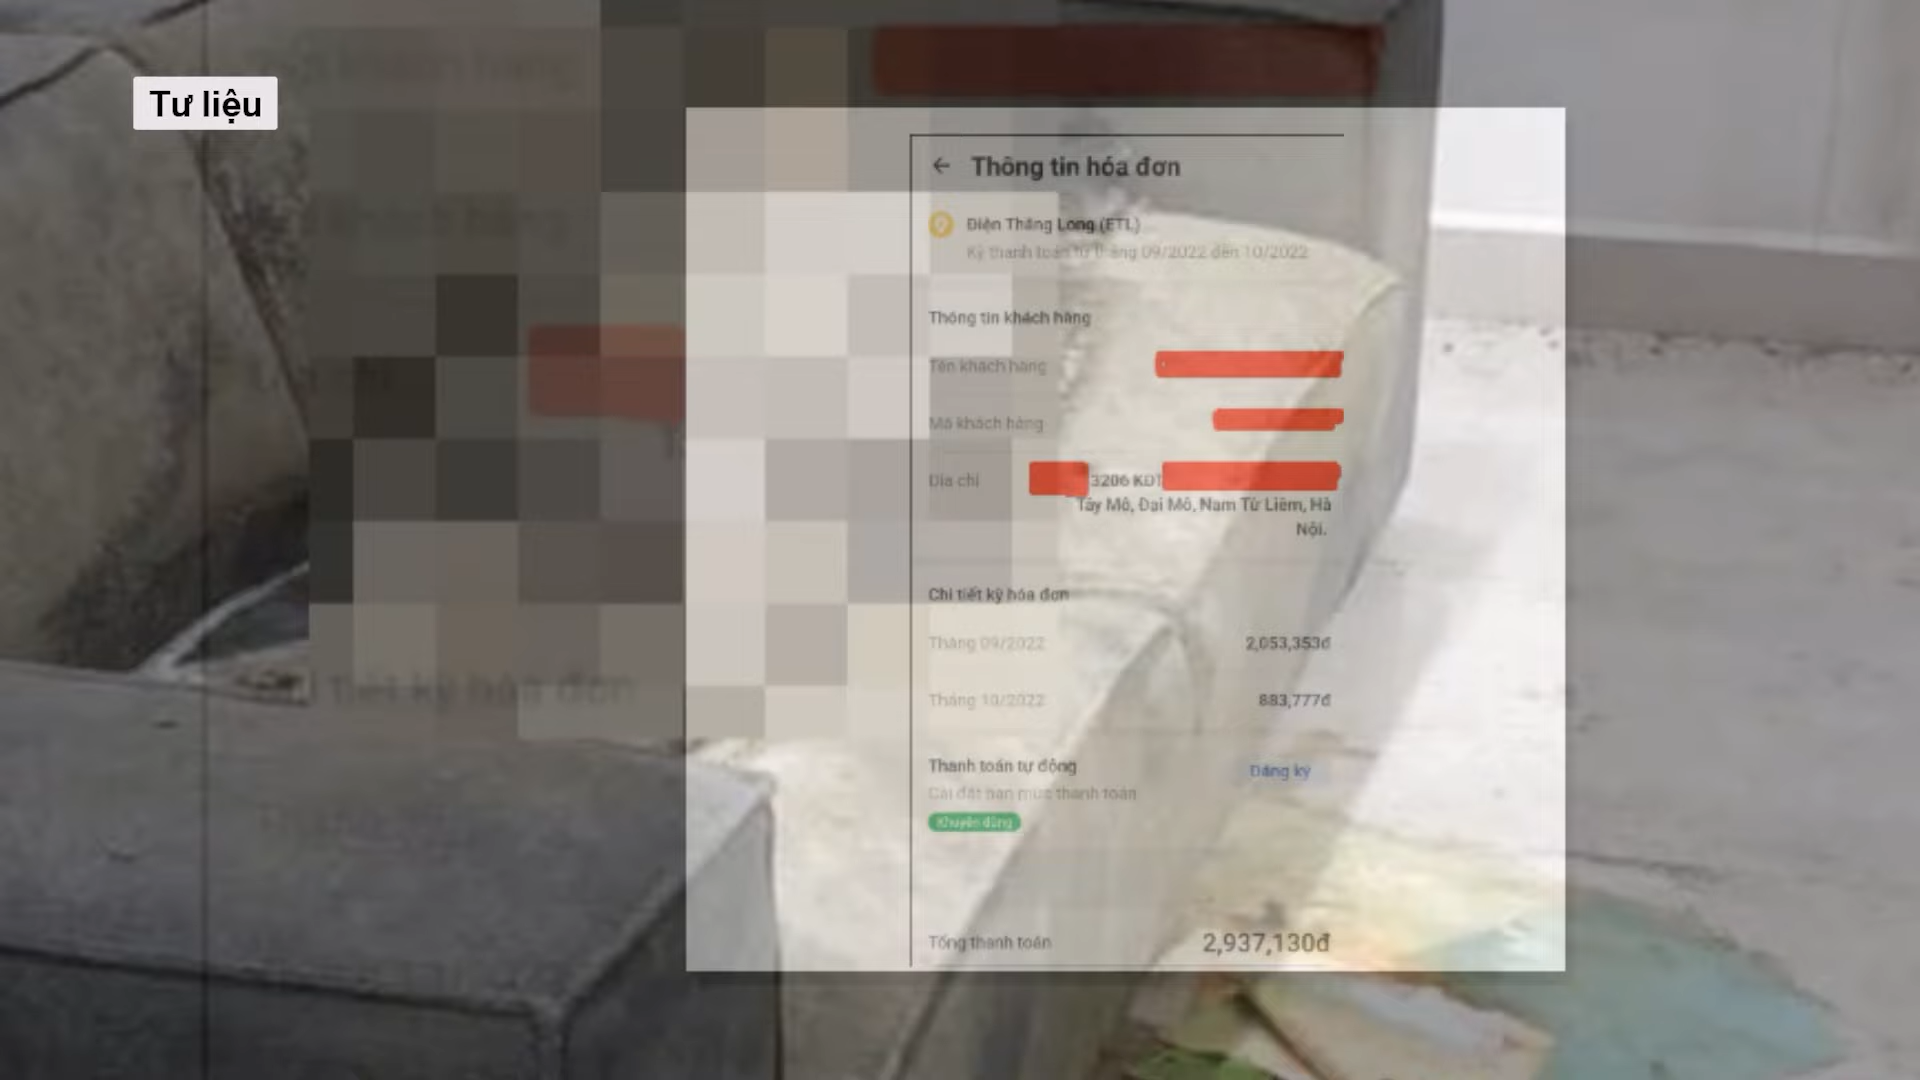 Tư liệu
Thông tin hóa đơn
Điện Thăng Long (ETL)
Kỳ thanh toán từ tháng 09/2022 đến 10/2022
Thông tin khách hàng
Tên khách hàng
Mã khách hàng
Địa chỉ
3206 KĐT
Tây Mỗ, Đại Mỗ, Nam Từ Liêm, Hà
Nội.
Chi tiết kỳ hóa đơn
Tháng 09/2022 2,053,353đ
Tháng 10/2022 883,777đ
Thanh toán tự động Đăng ký
Cài đặt hạn mức thanh toán
Khuyên dùng
Tổng thanh toán 2,937,130đ
tiết kỳ hóa đơn